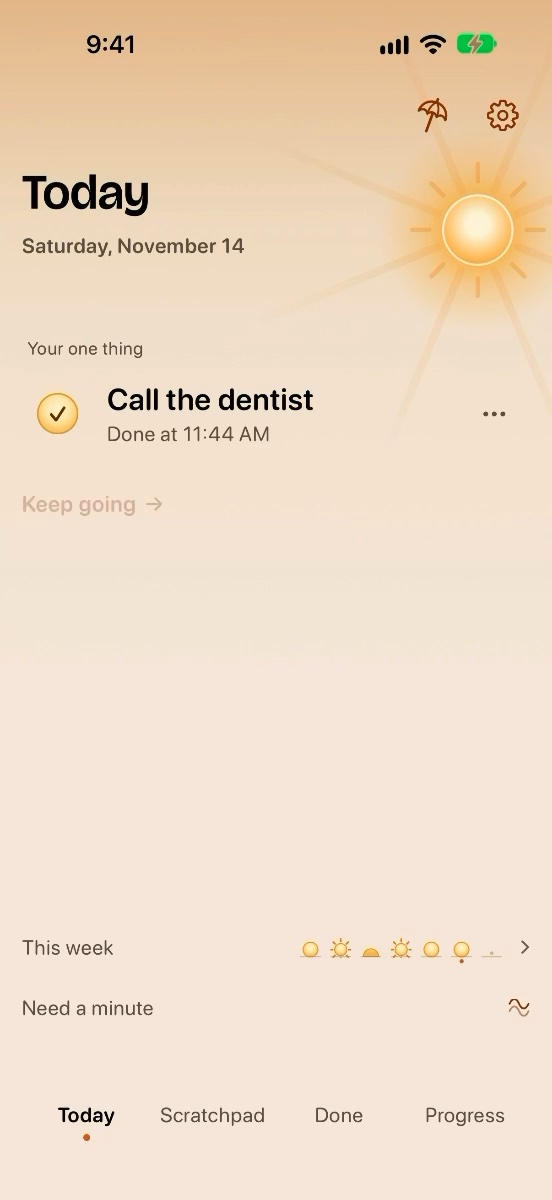 9:41
Today
Saturday, November 14
Your one thing
Call the dentist
Done at 11:44 AM
Keep going →
This week
Need a minute
Today Scratchpad Done Progress